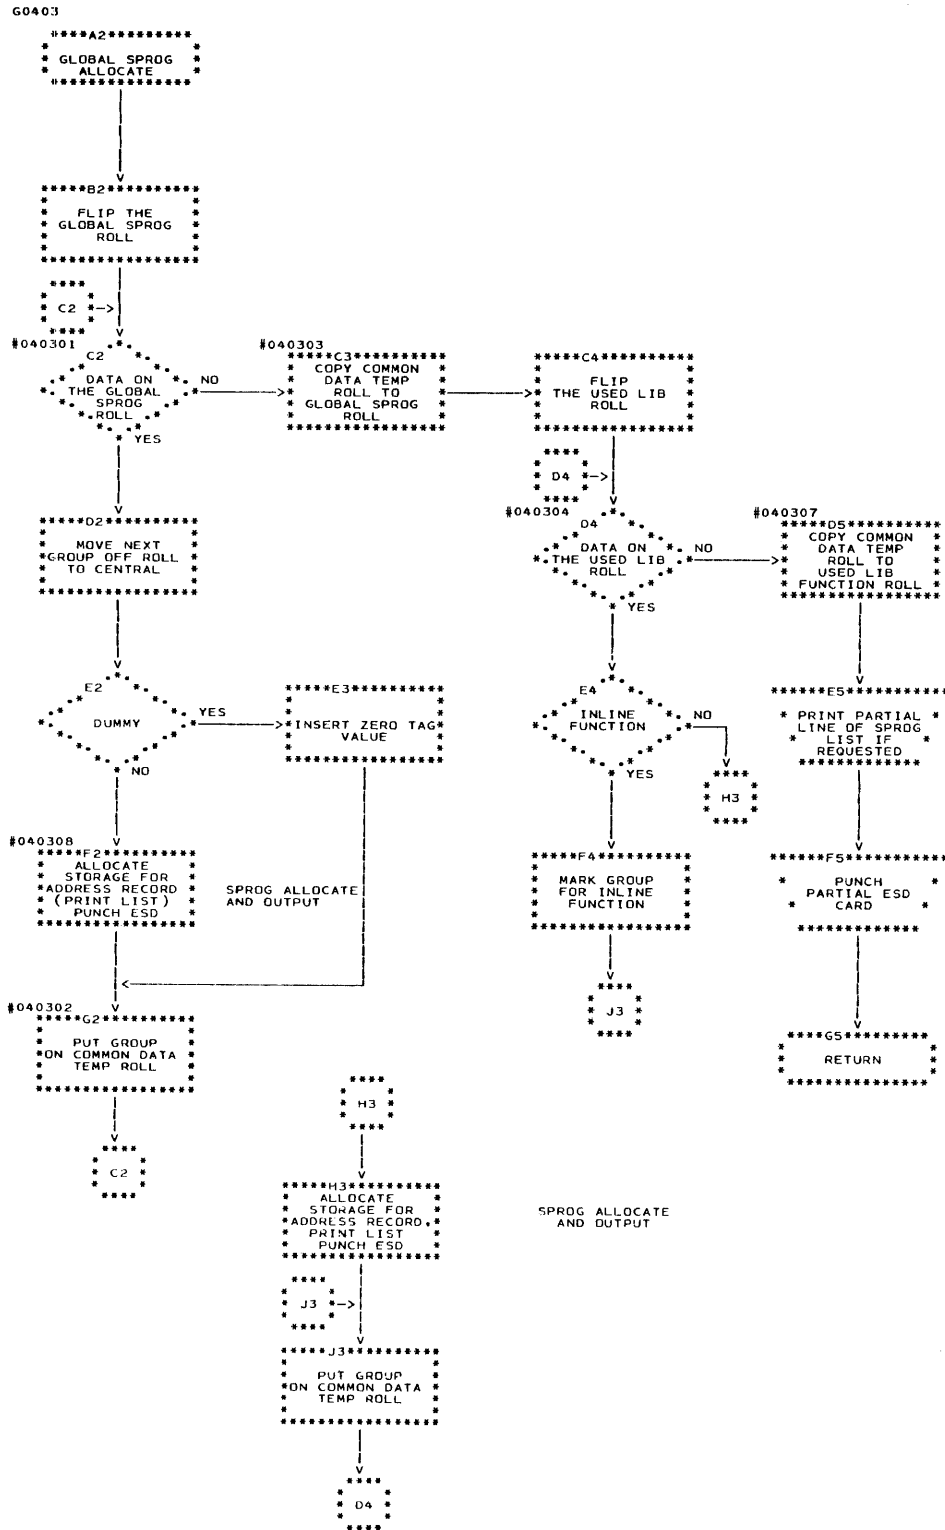 G0403
A2
GLOBAL SPROG
ALLOCATE
B2
FLIP THE
GLOBAL SPROG
ROLL
C2
#040301
C2
DATA ON
THE GLOBAL
SPROG
ROLL
NO
YES
#040303
C3
COPY COMMON
DATA TEMP
ROLL TO
GLOBAL SPROG
ROLL
C4
FLIP
THE USED LIB
ROLL
D4
#040304
D4
DATA ON
THE USED LIB
ROLL
NO
YES
#040307
D5
COPY COMMON
DATA TEMP
ROLL TO
USED LIB
FUNCTION ROLL
D2
MOVE NEXT
GROUP OFF ROLL
TO CENTRAL
E2
DUMMY
YES
NO
E3
INSERT ZERO TAG
VALUE
E4
INLINE
FUNCTION
NO
YES
H3
E5
PRINT PARTIAL
LINE OF SPROG
LIST IF
REQUESTED
#040308
F2
ALLOCATE
STORAGE FOR
ADDRESS RECORD
(PRINT LIST)
PUNCH ESD
SPROG ALLOCATE
AND OUTPUT
F4
MARK GROUP
FOR INLINE
FUNCTION
J3
F5
PUNCH
PARTIAL ESD
CARD
#040302
G2
PUT GROUP
ON COMMON DATA
TEMP ROLL
C2
G5
RETURN
H3
H3
ALLOCATE
STORAGE FOR
ADDRESS RECORD,
PRINT LIST
PUNCH ESD
SPROG ALLOCATE
AND OUTPUT
J3
J3
PUT GROUP
ON COMMON DATA
TEMP ROLL
D4